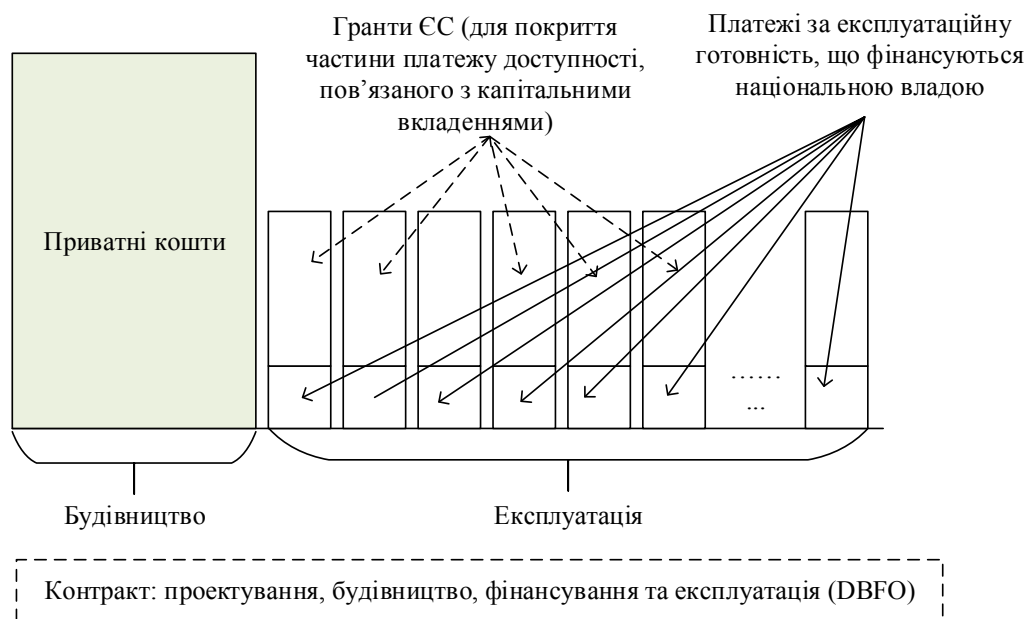 Гранти ЄС (для покриття
частини платежу доступності,
пов’язаного з капітальними
вкладеннями)
Платежі за експлуатаційну
готовність, що фінансуються
національною владою
Приватні кошти
......
...
Будівництво
Експлуатація
Контракт: проектування, будівництво, фінансування та експлуатація (DBFO)